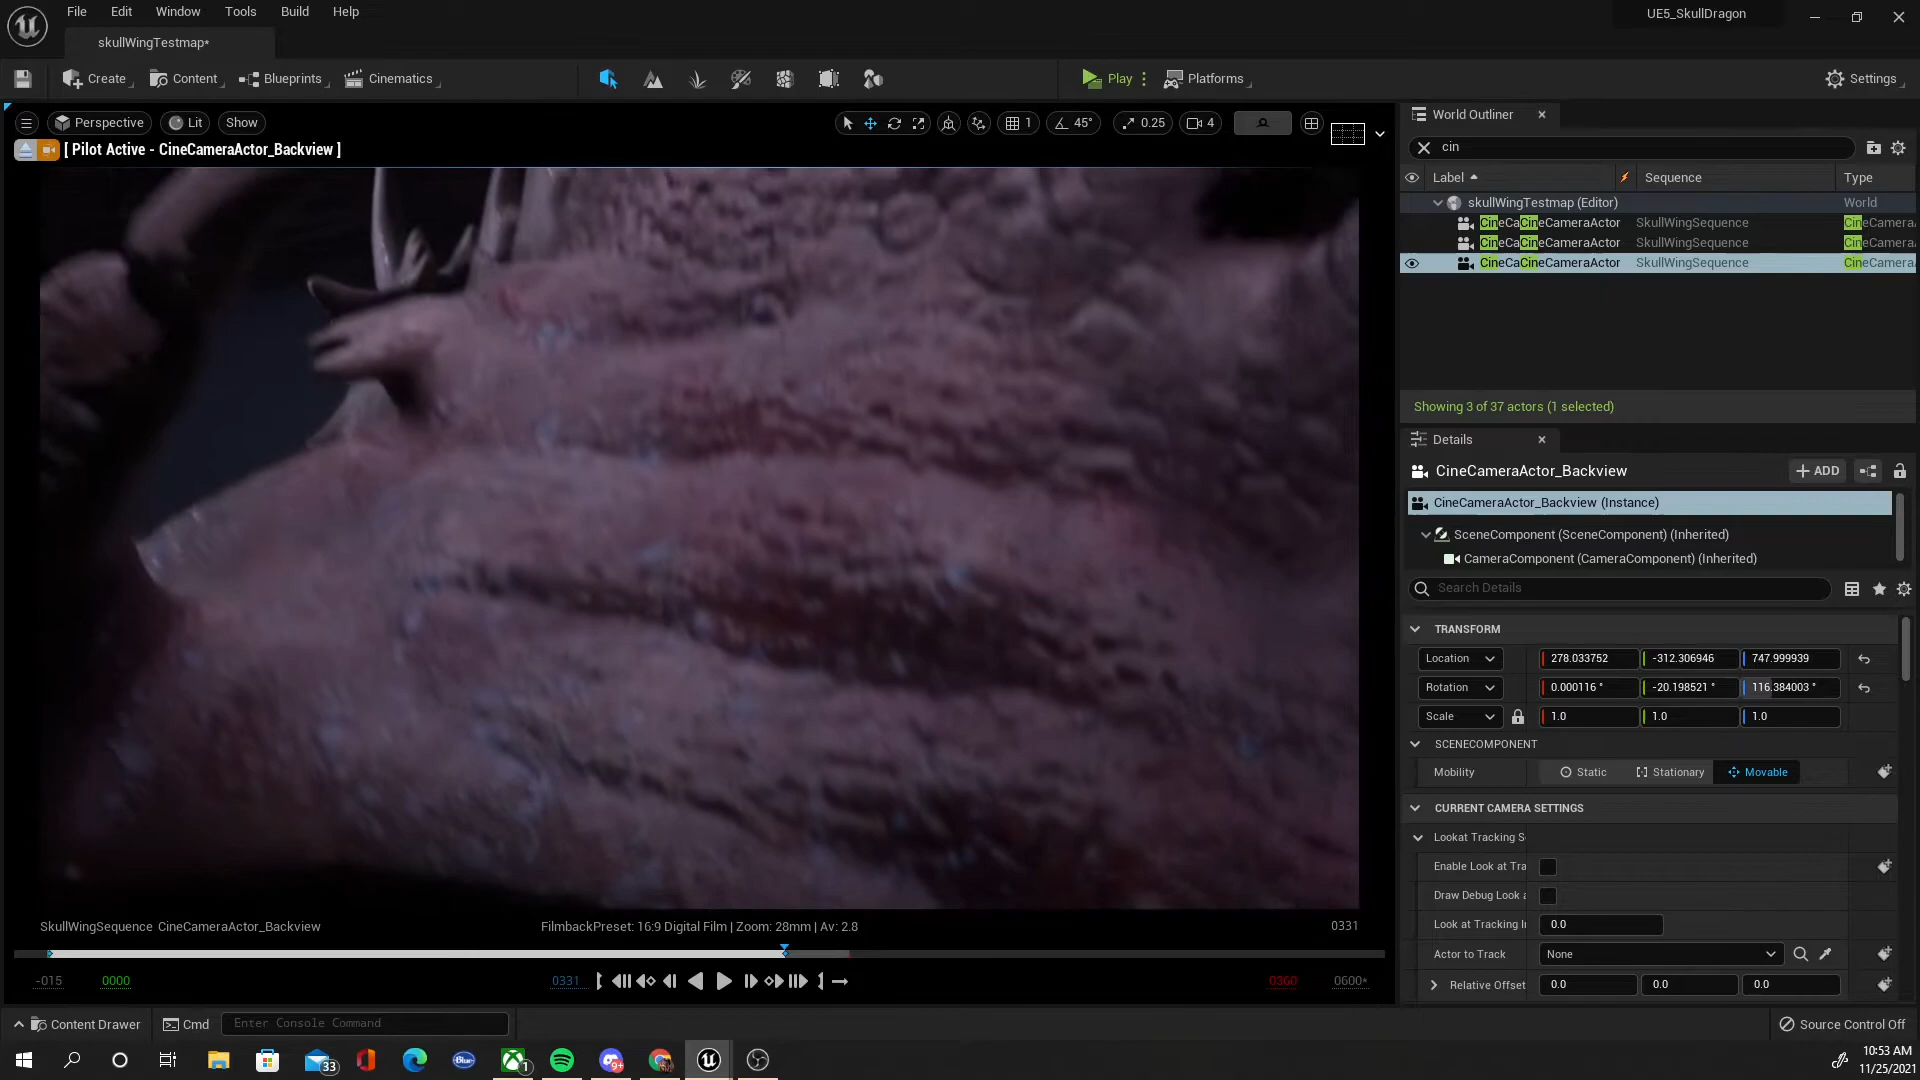 File Edit Window Tools Build Help
UE5_SkullDragon
skullWingTestmap*
Create Content Blueprints Cinematics Play Platforms Settings
Perspective Lit Show 1 45° 0.25 4
[ Pilot Active - CineCameraActor_Backview ]
World Outliner
cin
Label Sequence Type
skullWingTestmap (Editor) World
CineCaCineCameraActor SkullWingSequence CineCamera
CineCaCineCameraActor SkullWingSequence CineCamera
CineCaCineCameraActor SkullWingSequence CineCamera
Showing 3 of 37 actors (1 selected)
Details
CineCameraActor_Backview ADD
CineCameraActor_Backview (Instance)
SceneComponent (SceneComponent) (Inherited)
CameraComponent (CameraComponent) (Inherited)
Search Details
TRANSFORM
Location 278.033752 -312.306946 747.999939
Rotation 0.000116 ° -20.198521 ° 116.384003 °
Scale 1.0 1.0 1.0
SCENECOMPONENT
Mobility Static Stationary Movable
CURRENT CAMERA SETTINGS
Lookat Tracking S
Enable Look at Tra
Draw Debug Look a
Look at Tracking In 0.0
Actor to Track None
Relative Offset 0.0 0.0 0.0
SkullWingSequence CineCameraActor_Backview FilmbackPreset: 16:9 Digital Film | Zoom: 28mm | Av: 2.8 0331
-015 0000 0331 0360 0600*
Content Drawer Cmd Enter Console Command Source Control Off
33 Blue 1 9+
10:53 AM
11/25/2021